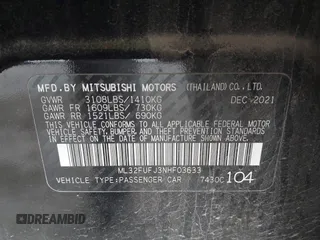 MFD.BY MITSUBISHI MOTORS (THAILAND) CO., LTD.
GVWR 3108LBS/1410KG DEC-2021
GAWR FR 1609LBS/ 730KG
GAWR RR 1521LBS/ 690KG
THIS VEHICLE CONFORMS TO ALL APPLICABLE
FEDERAL MOTOR VEHICLE SAFETY, BUMPER,
AND THEFT PREVENTION STANDARDS IN EFFECT
ON THE DATE OF MANUFACTURE SHOWN ABOVE.
ML32FUFJ3NHF03633
VEHICLE TYPE:PASSENGER CAR 7430C104
DREAMBID